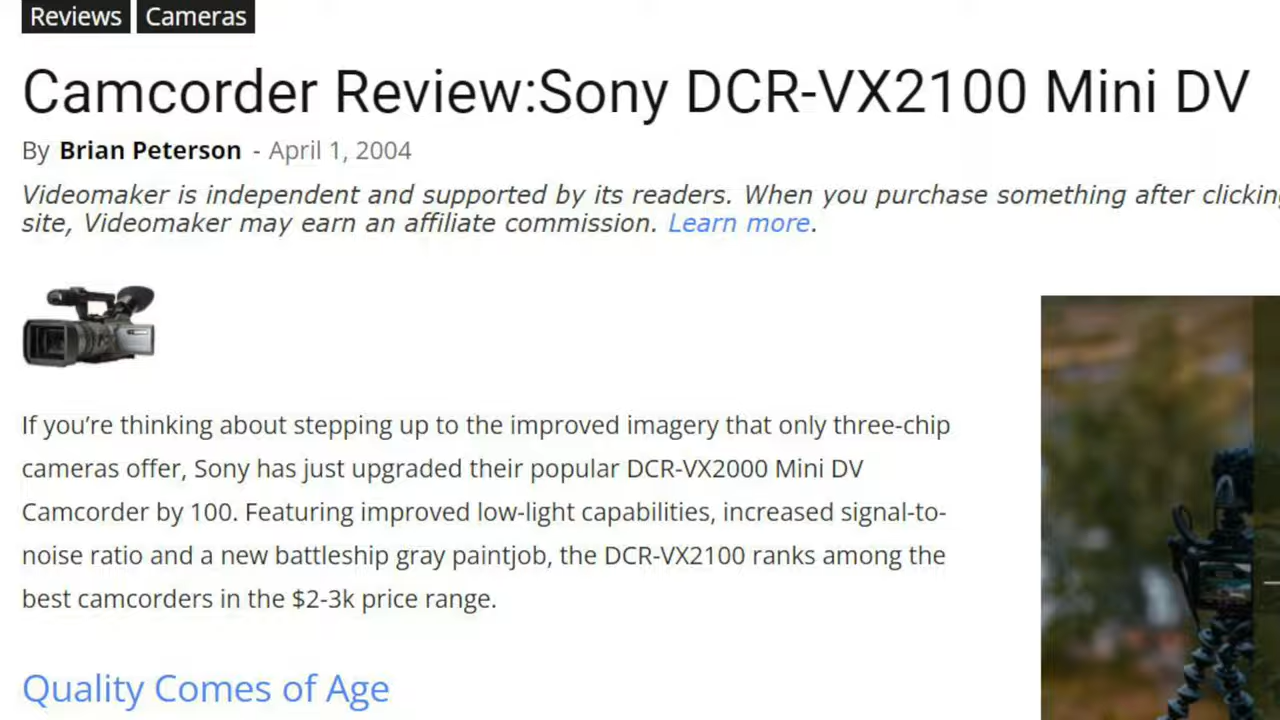 Reviews Cameras
Camcorder Review:Sony DCR-VX2100 Mini DV
By Brian Peterson - April 1, 2004
Videomaker is independent and supported by its readers. When you purchase something after clicking
site, Videomaker may earn an affiliate commission. Learn more.
If you’re thinking about stepping up to the improved imagery that only three-chip
cameras offer, Sony has just upgraded their popular DCR-VX2000 Mini DV
Camcorder by 100. Featuring improved low-light capabilities, increased signal-to-
noise ratio and a new battleship gray paintjob, the DCR-VX2100 ranks among the
best camcorders in the $2-3k price range.
Quality Comes of Age